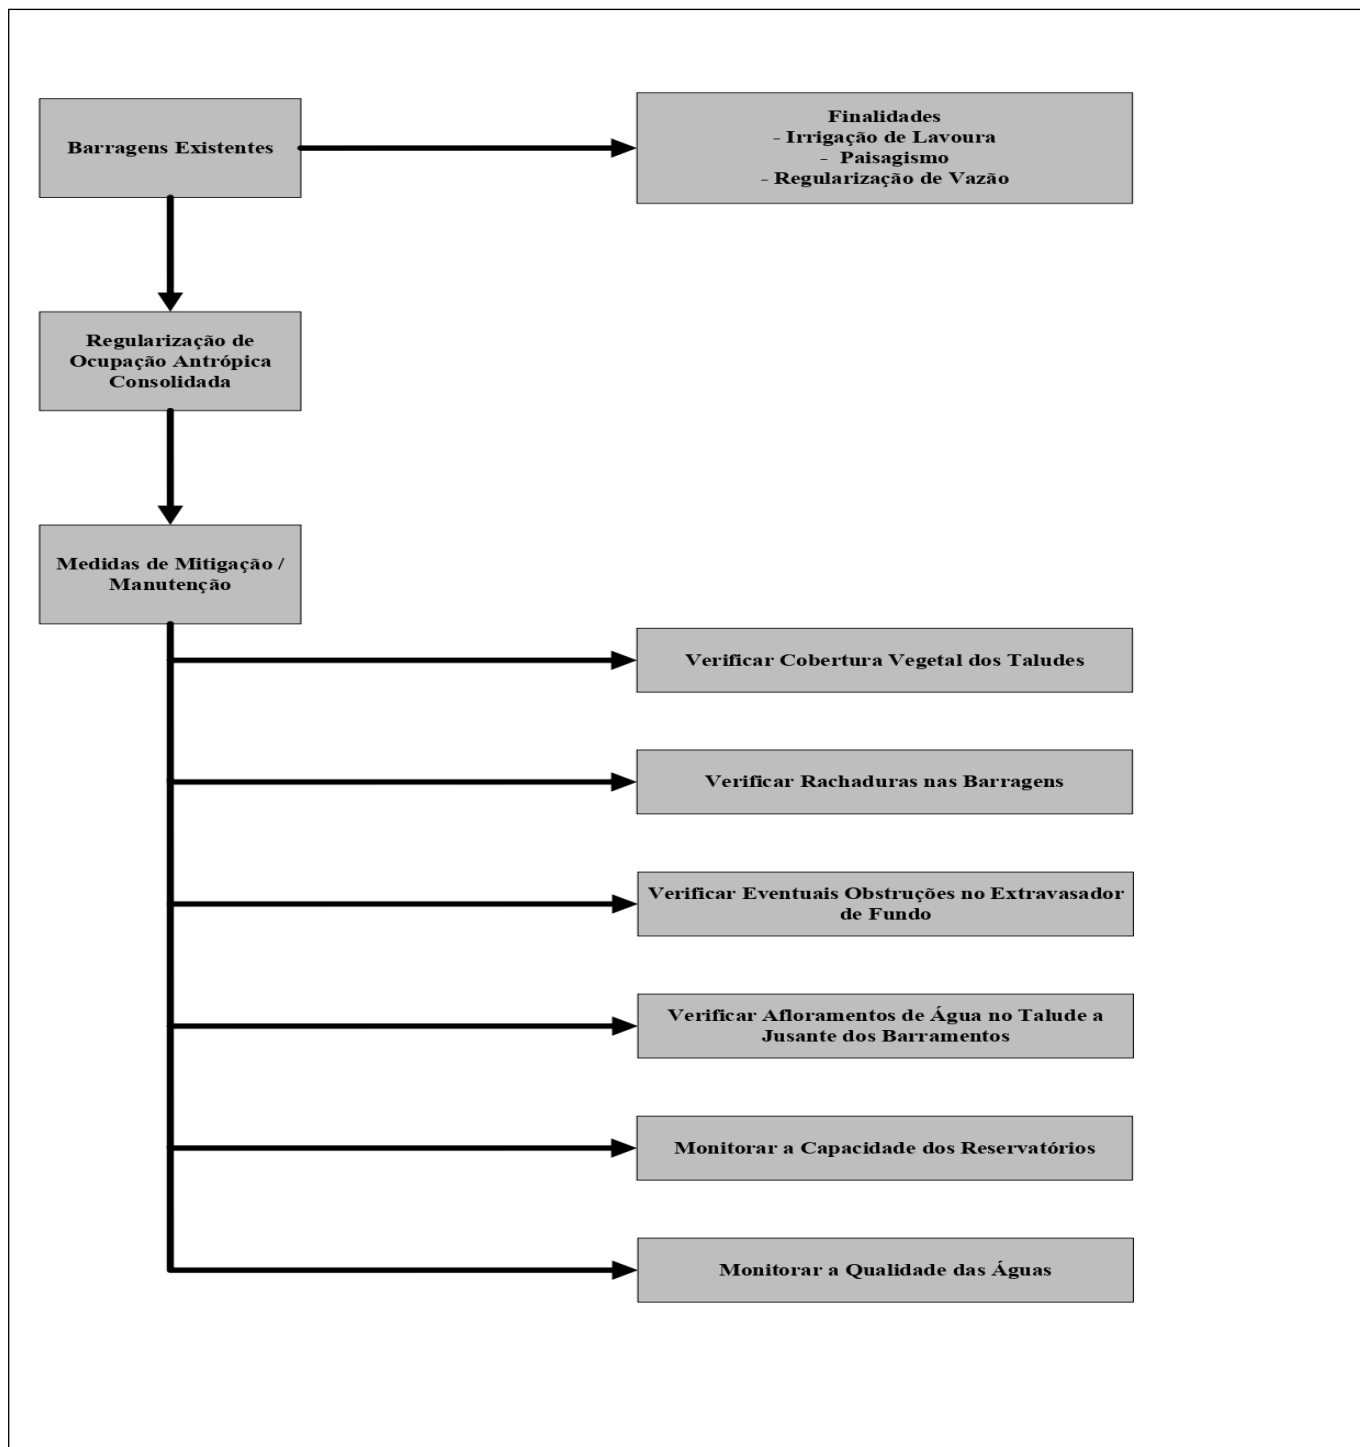 Barragens Existentes
Finalidades
- Irrigação de Lavoura
- Paisagismo
- Regularização de Vazão
Regularização de
Ocupação Antrópica
Consolidada
Medidas de Mitigação /
Manutenção
Verificar Cobertura Vegetal dos Taludes
Verificar Rachaduras nas Barragens
Verificar Eventuais Obstruções no Extravasador
de Fundo
Verificar Afloramentos de Água no Talude a
Jusante dos Barramentos
Monitorar a Capacidade dos Reservatórios
Monitorar a Qualidade das Águas